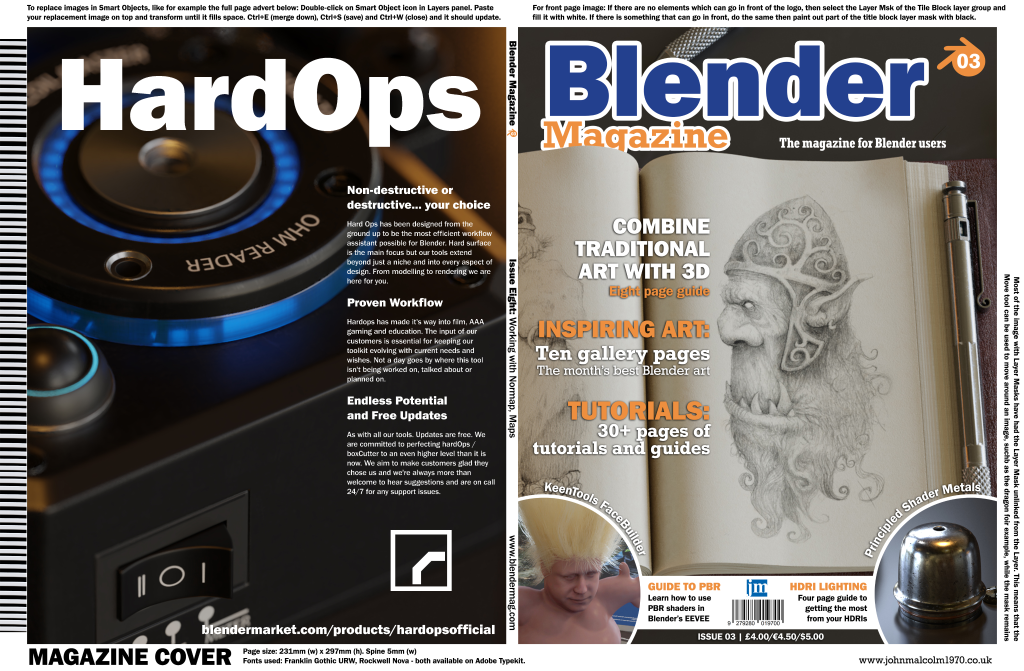 To replace images in Smart Objects, like for example the full page advert below: Double-click on Smart Object icon in Layers panel. Paste
your replacement image on top and transform until it fills space. Ctrl+E (merge down), Ctrl+S (save) and Ctrl+W (close) and it should update.
For front page image: If there are no elements which can go in front of the logo, then select the Layer Msk of the Tile Block layer group and
fill it with white. If there is something that can go in front, do the same then paint out part of the title block layer mask with black.
HardOps
OHM READER
Non-destructive or
destructive... your choice
Hard Ops has been designed from the
ground up to be the most efficient workflow
assistant possible for Blender. Hard surface
is the main focus but our tools extend
beyond just a niche and into every aspect of
design. From modelling to rendering we are
here for you.
Proven Workflow
Hardops has made it's way into film, AAA
gaming and education. The input of our
customers is essential for keeping our
toolkit evolving with current needs and
wishes. Not a day goes by where this tool
isn't being worked on, talked about or
planned on.
Endless Potential
and Free Updates
As with all our tools. Updates are free. We
are committed to perfecting hardOps /
boxCutter to an even higher level than it is
now. We aim to make customers glad they
chose us and we're always more than
welcome to hear suggestions and are on call
24/7 for any support issues.
blendermarket.com/products/hardopsofficial
Blender Magazine
Issue Eight: Working with Normap, Maps
www.blendermag.com
Blender
03
Magazine
The magazine for Blender users
COMBINE
TRADITIONAL
ART WITH 3D
Eight page guide
INSPIRING ART:
Ten gallery pages
The month's best Blender art
TUTORIALS:
30+ pages of
tutorials and guides
KeenTools FaceBuilder
Principled Shader Metals
GUIDE TO PBR
Learn how to use
PBR shaders in
Blender's EEVEE
jm
9 279280 019700
HDRI LIGHTING
Four page guide to
getting the most
from your HDRIs
ISSUE 03 | £4.00/€4.50/$5.00
Most of the image with Layer Masks have had the Layer Mask unlinked from the Layer. This means that the
Move tool can be used to move around an image, suchb as the dragon foir example, while the mask remains
MAGAZINE COVER
Page size: 231mm (w) x 297mm (h). Spine 5mm (w)
Fonts used: Franklin Gothic URW, Rockwell Nova - both available on Adobe Typekit.
www.johnmalcolm1970.co.uk